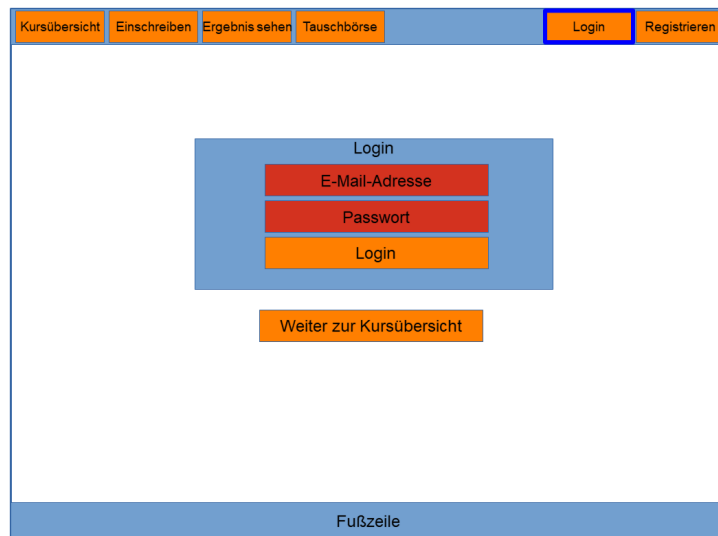 Kursübersicht Einschreiben Ergebnis sehen Tauschbörse Login Registrieren
Login
E-Mail-Adresse
Passwort
Login
Weiter zur Kursübersicht
Fußzeile